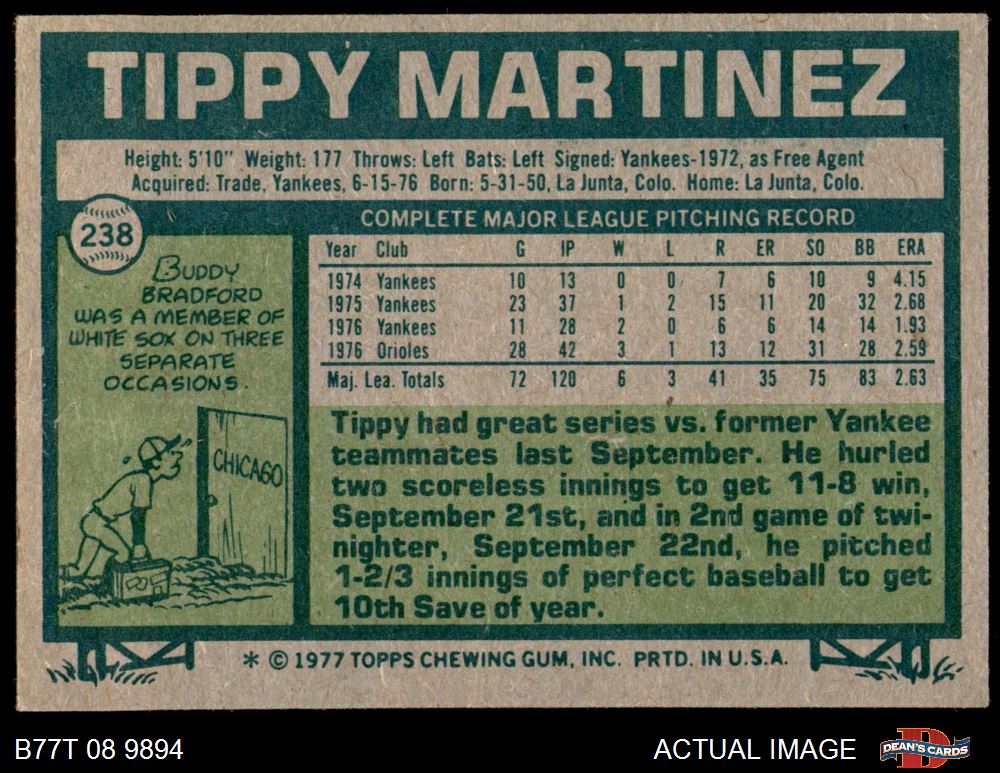 TIPPY MARTINEZ
Height: 5'10" Weight: 177 Throws: Left Bats: Left Signed: Yankees-1972, as Free Agent
Acquired: Trade, Yankees, 6-15-76 Born: 5-31-50, La Junta, Colo. Home: La Junta, Colo.
238
BUDDY
BRADFORD
WAS A MEMBER OF
WHITE SOX ON THREE
SEPARATE
OCCASIONS.
CHICAGO
COMPLETE MAJOR LEAGUE PITCHING RECORD
Year Club G IP W L R ER SO BB ERA
1974 Yankees 10 13 0 0 7 6 10 9 4.15
1975 Yankees 23 37 1 2 15 11 20 32 2.68
1976 Yankees 11 28 2 0 6 6 14 14 1.93
1976 Orioles 28 42 3 1 13 12 31 28 2.59
Maj. Lea. Totals 72 120 6 3 41 35 75 83 2.63
Tippy had great series vs. former Yankee
teammates last September. He hurled
two scoreless innings to get 11-8 win,
September 21st, and in 2nd game of twi-
nighter, September 22nd, he pitched
1-2/3 innings of perfect baseball to get
10th Save of year.
* © 1977 TOPPS CHEWING GUM, INC. PRTD. IN U.S.A.
B77T 08 9894
ACTUAL IMAGE
DEAN'S CARDS